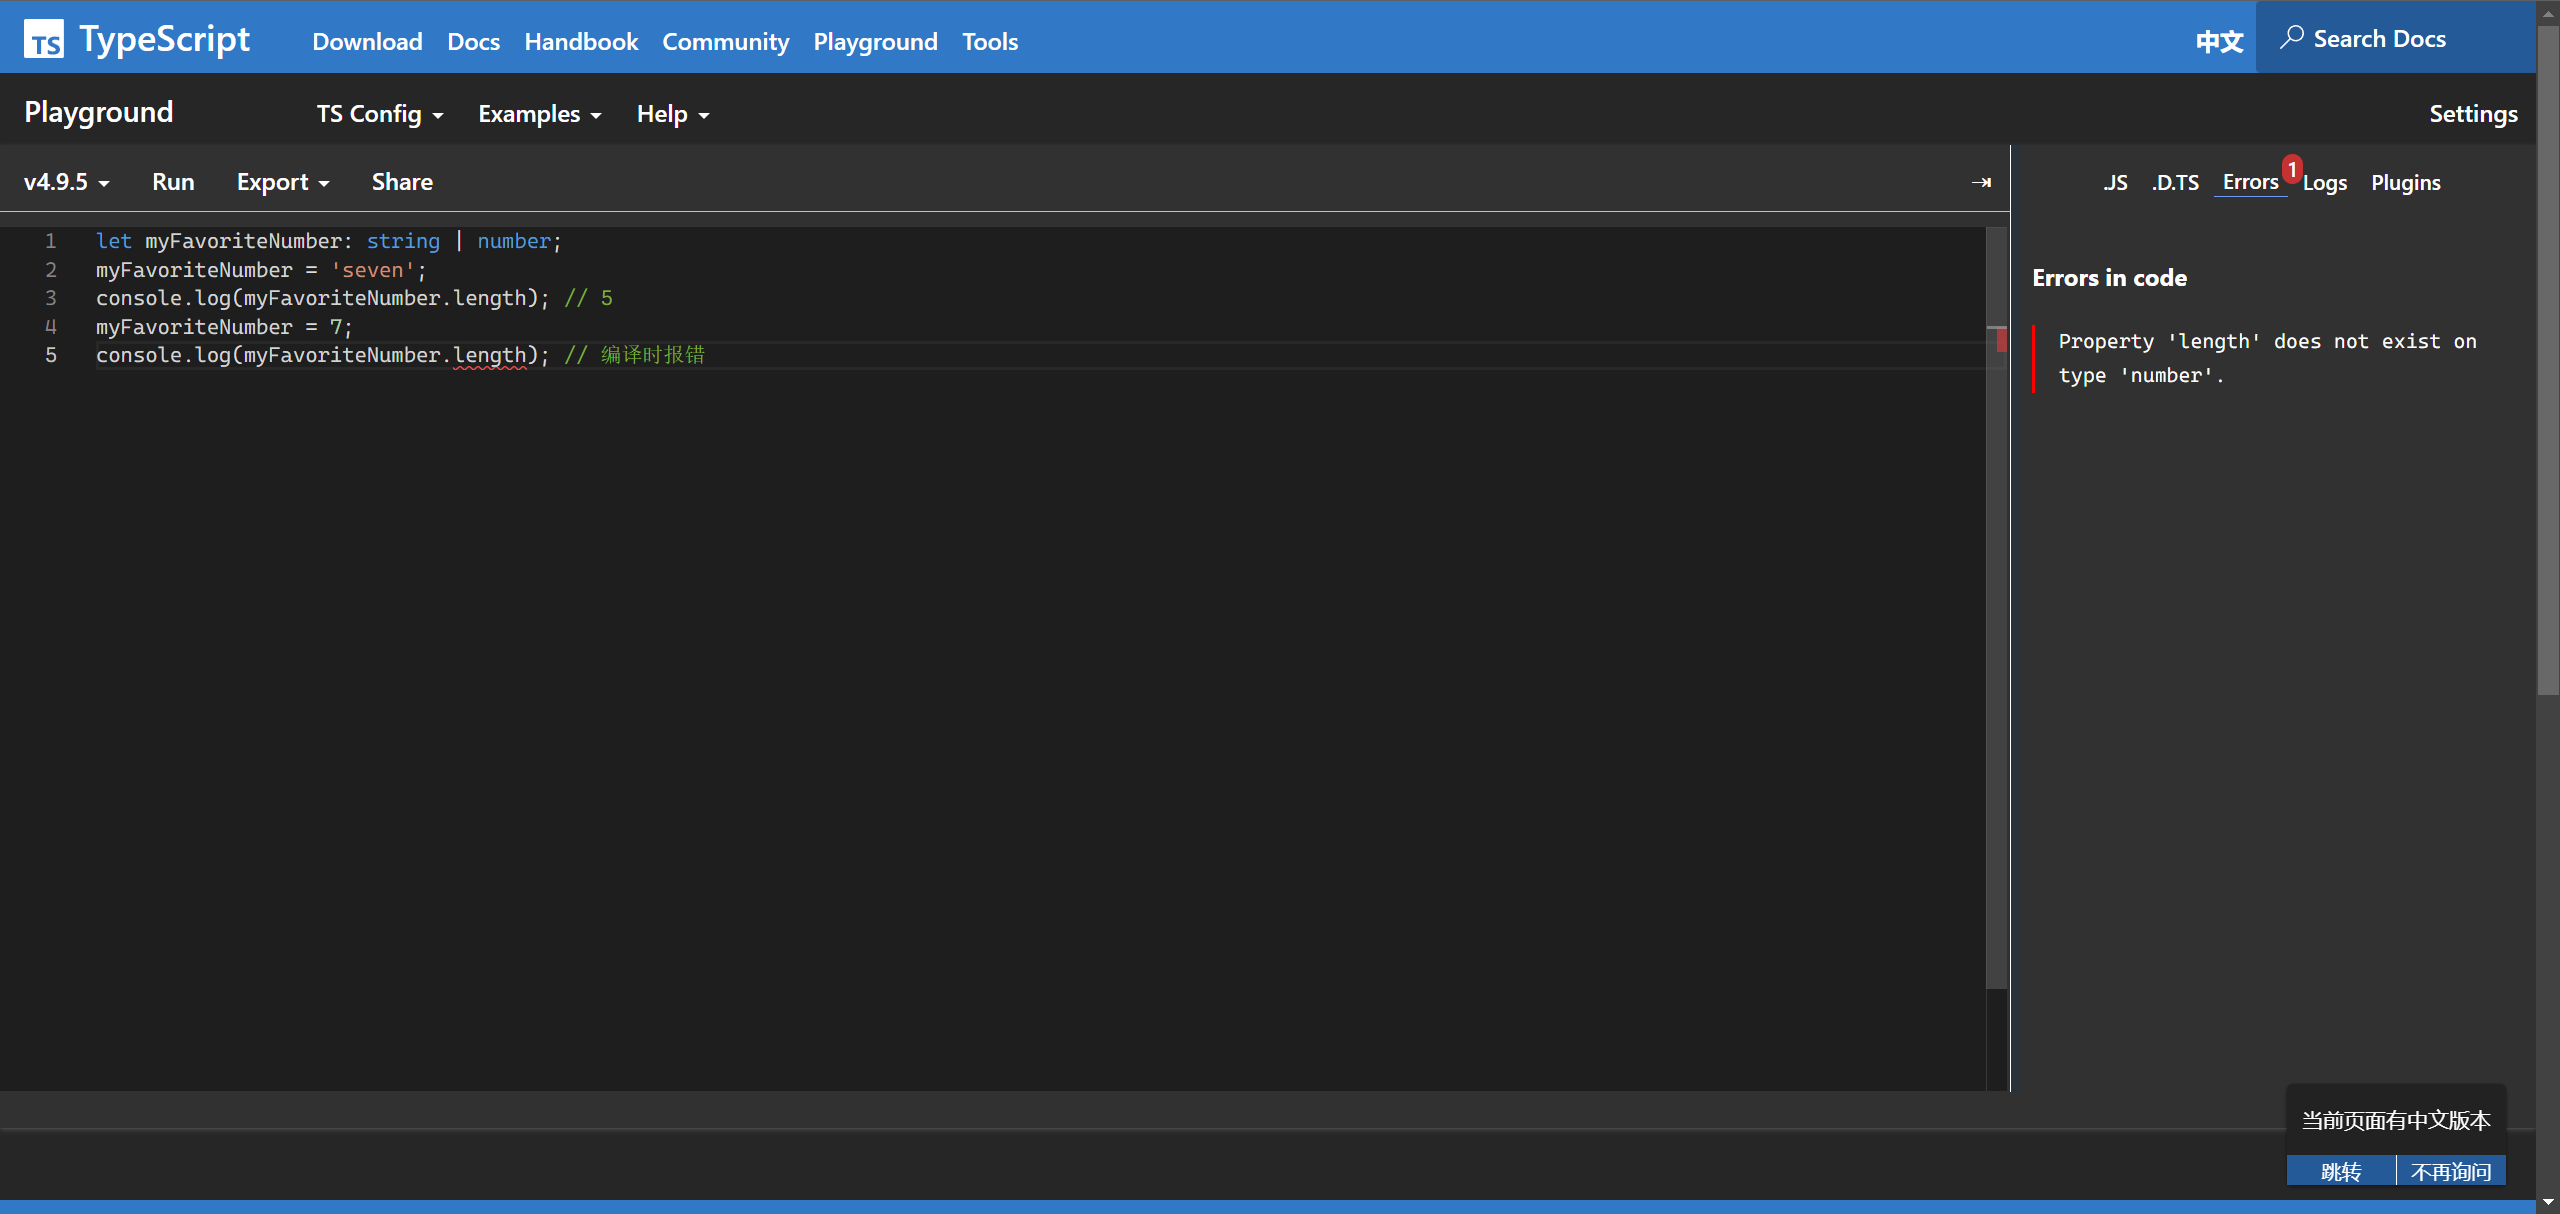 TS TypeScript Download Docs Handbook Community Playground Tools 中文 Search Docs
Playground TS Config Examples Help Settings
v4.9.5 Run Export Share .JS .D.TS Errors 1 Logs Plugins
1 let myFavoriteNumber: string | number;
2 myFavoriteNumber = 'seven';
3 console.log(myFavoriteNumber.length); // 5
4 myFavoriteNumber = 7;
5 console.log(myFavoriteNumber.length); // 编译时报错
Errors in code
Property 'length' does not exist on
type 'number'.
当前页面有中文版本
跳转 不再询问